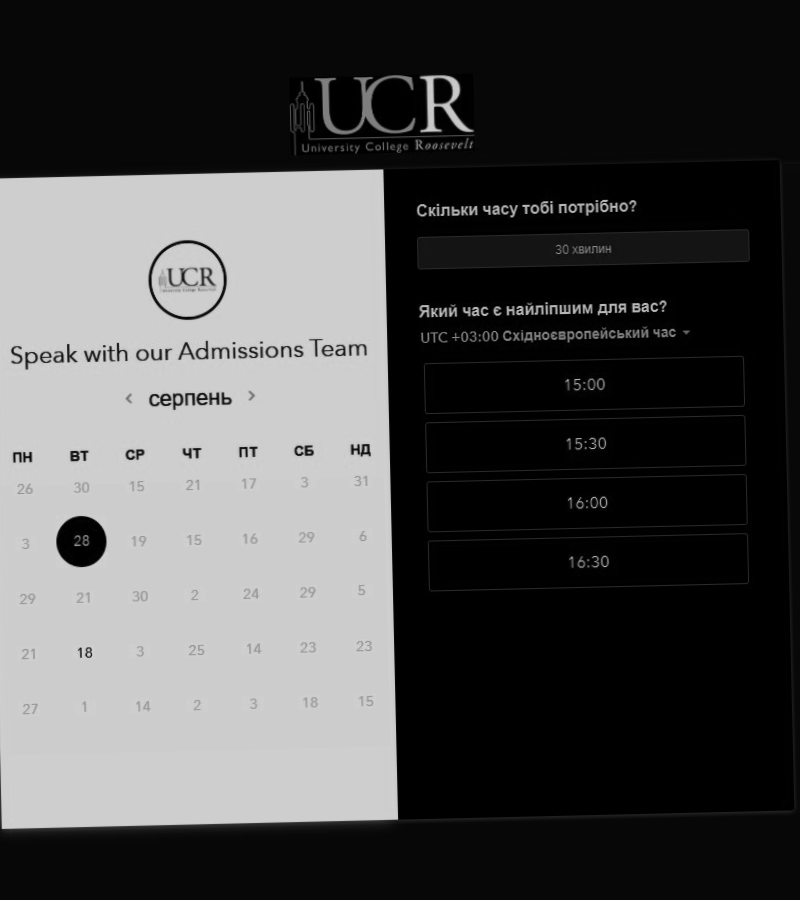 UCR
University College Roosevelt
UCR
Speak with our Admissions Team
серпень
ПН ВТ СР ЧТ ПТ СБ НД
26 30 15 21 17 3 31
3 28 19 15 16 29 6
29 21 30 2 24 29 5
21 18 3 25 14 23 23
27 1 14 2 3 18 15
Скільки часу тобі потрібно?
30 хвилин
Який час є найліпшим для вас?
UTC +03:00 Східноєвропейський час
15:00
15:30
16:00
16:30